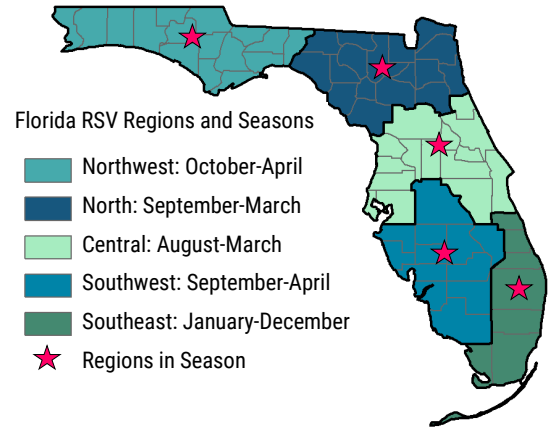 Florida RSV Regions and Seasons
Northwest: October-April
North: September-March
Central: August-March
Southwest: September-April
Southeast: January-December
Regions in Season